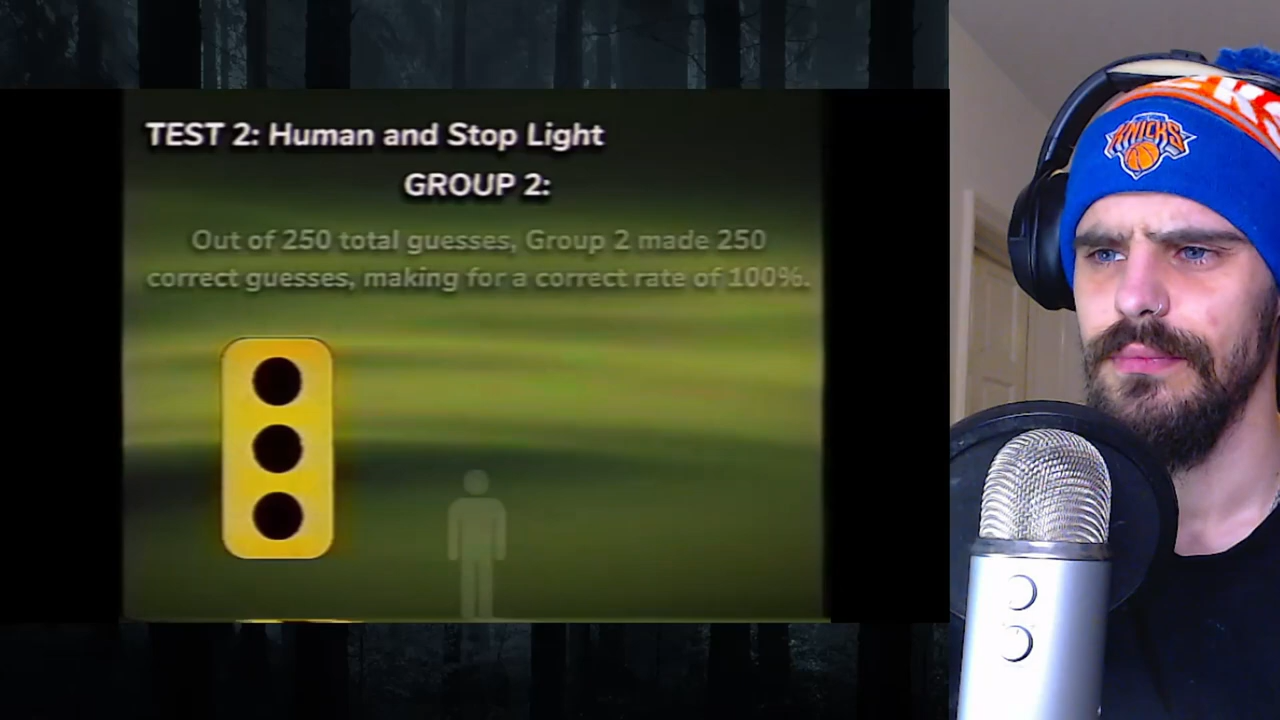 TEST 2: Human and Stop Light
GROUP 2:
Out of 250 total guesses, Group 2 made 250
correct guesses, making for a correct rate of 100%.
KNICKS